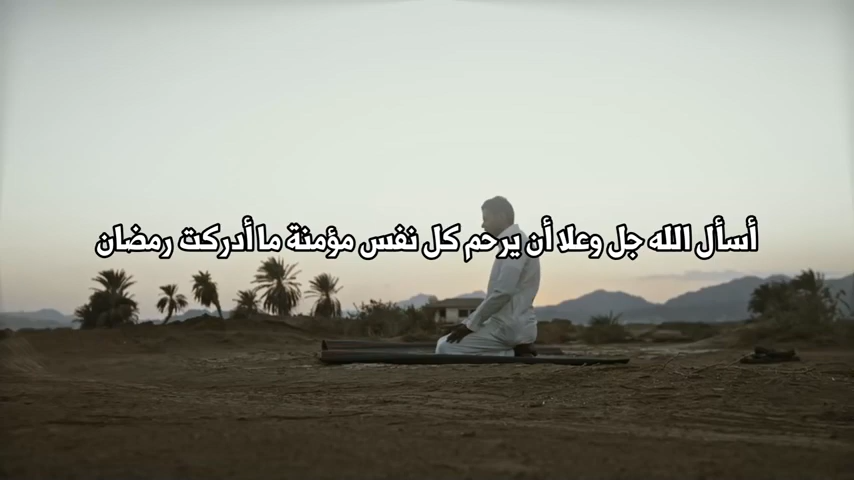 أسأل الله جل وعلا أن يرحم كل نفس مؤمنة ما أدركت رمضان